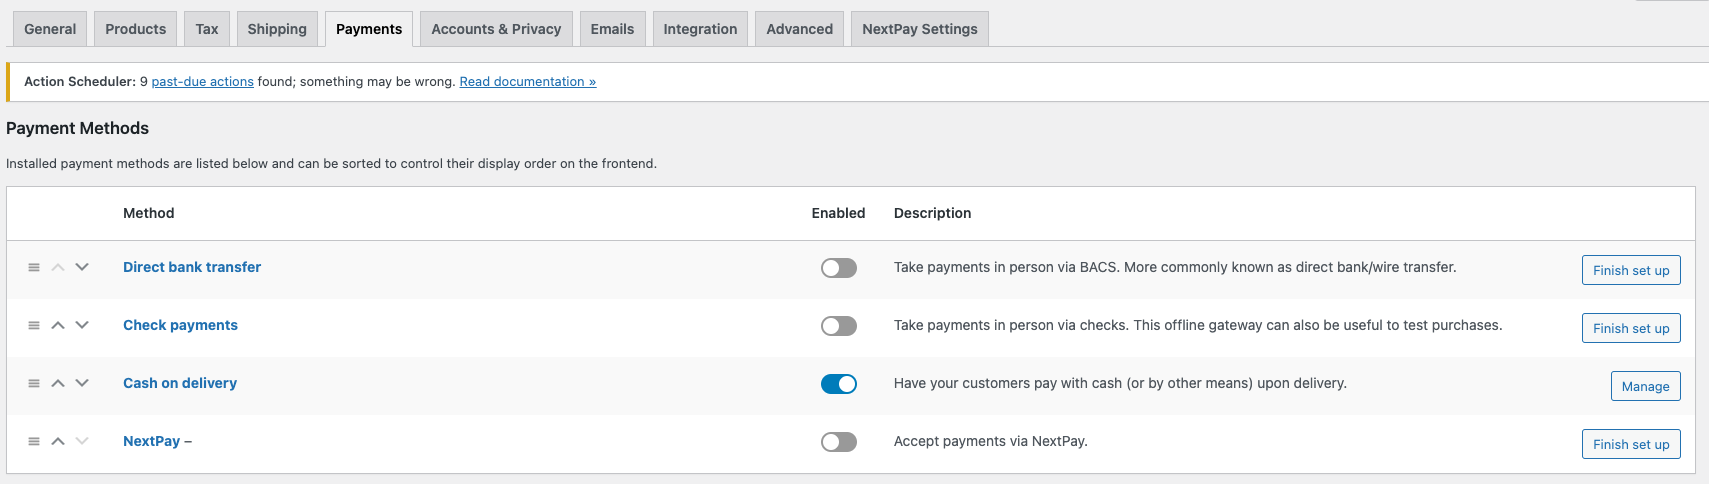 General Products Tax Shipping Payments Accounts & Privacy Emails Integration Advanced NextPay Settings
Action Scheduler: 9 past-due actions found; something may be wrong. Read documentation »
Payment Methods
Installed payment methods are listed below and can be sorted to control their display order on the frontend.
Method Enabled Description
Direct bank transfer Take payments in person via BACS. More commonly known as direct bank/wire transfer. Finish set up
Check payments Take payments in person via checks. This offline gateway can also be useful to test purchases. Finish set up
Cash on delivery Have your customers pay with cash (or by other means) upon delivery. Manage
NextPay – Accept payments via NextPay. Finish set up